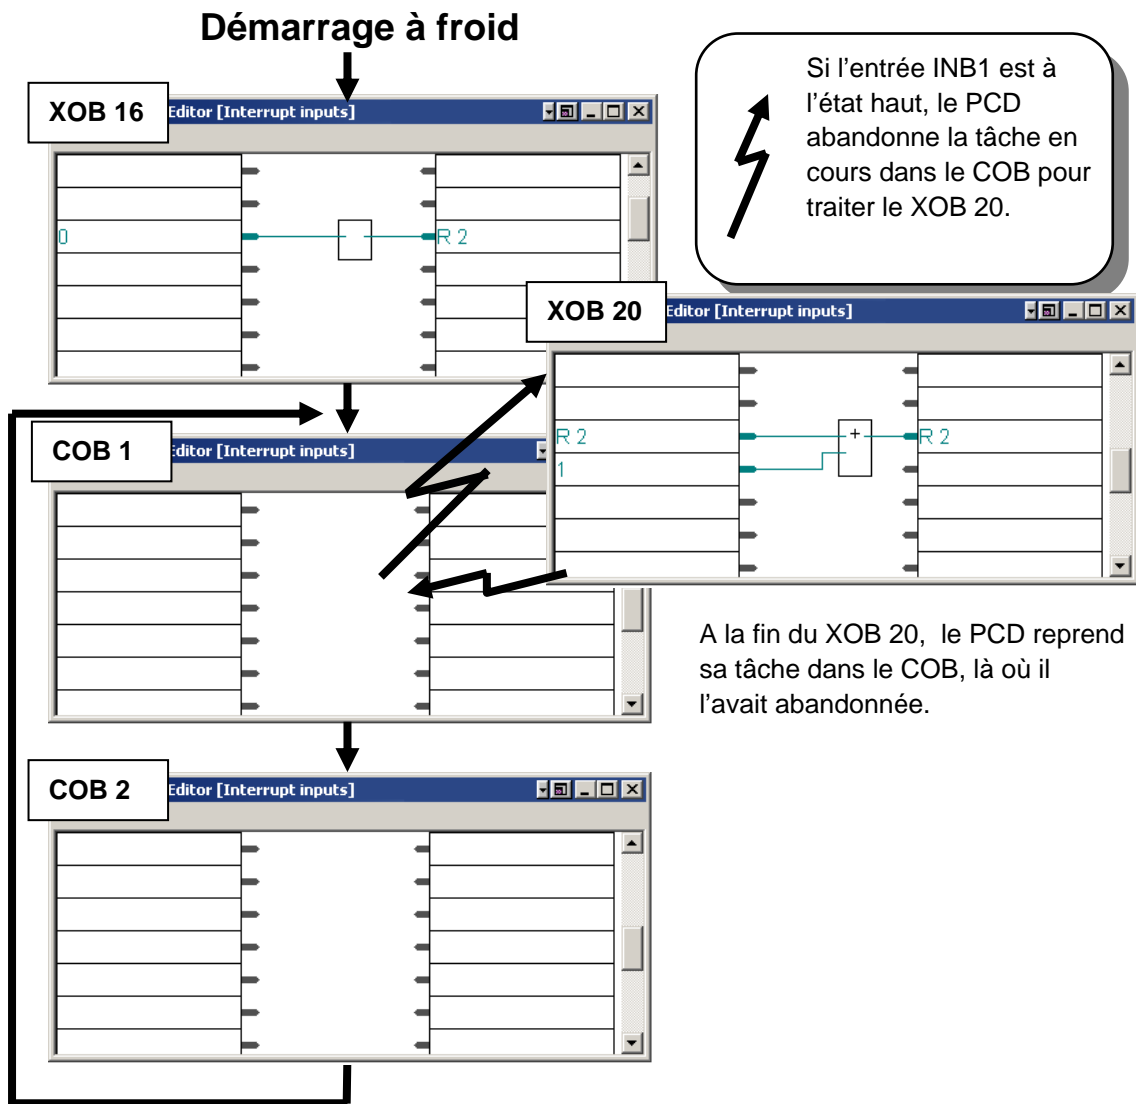 Démarrage à froid
XOB 16
Editor [Interrupt inputs]
0
R 2
Si l'entrée INB1 est à
l'état haut, le PCD
abandonne la tâche en
cours dans le COB pour
traiter le XOB 20.
XOB 20
Editor [Interrupt inputs]
R 2
1
+
R 2
COB 1
Editor [Interrupt inputs]
A la fin du XOB 20,  le PCD reprend
sa tâche dans le COB, là où il
l'avait abandonnée.
COB 2
Editor [Interrupt inputs]